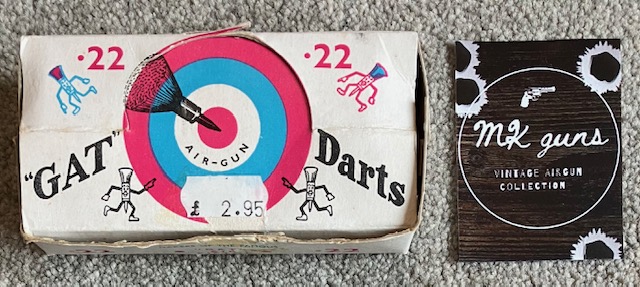 ·22
·22
AIR-GUN
"GAT" Darts
£ 2.95
MK guns
VINTAGE AIRGUN
COLLECTION